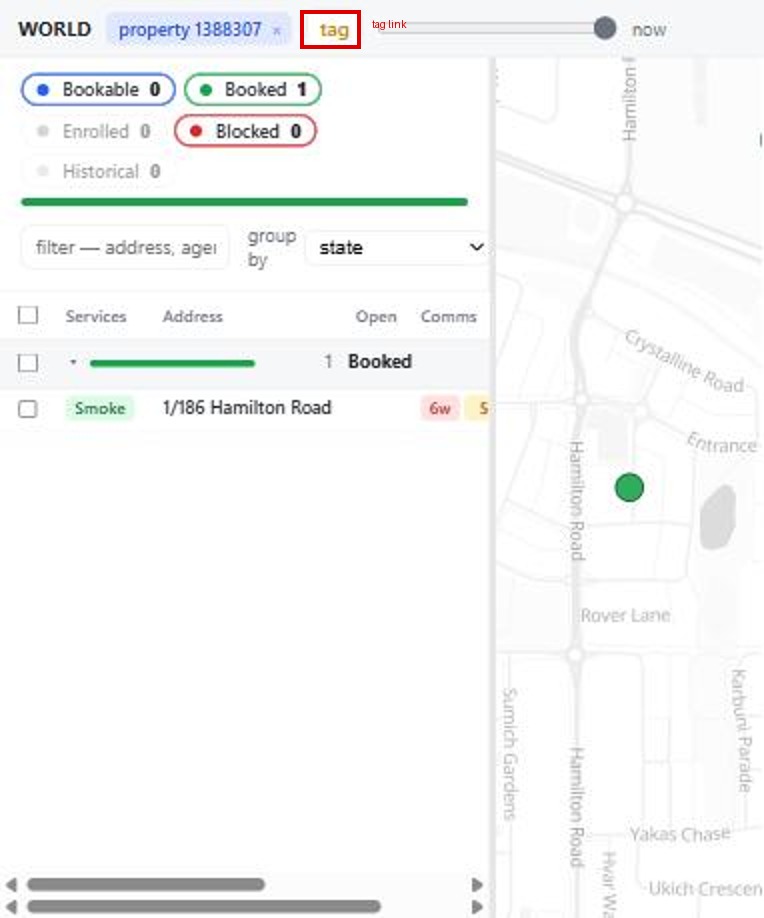 WORLD property 1388307 × tag tag link now
Bookable 0 Booked 1
Enrolled 0 Blocked 0
Historical 0
filter — address, agen group by state
Services Address Open Comms
1 Booked
Smoke 1/186 Hamilton Road 6w S
Hamilton
Crystalline Road
Entrance
Hamilton Road
Rover Lane
Karbuni Parade
Sumich Gardens
Hamilton Road
Yakas Chase
Hvar Wa
Ukich Crescen